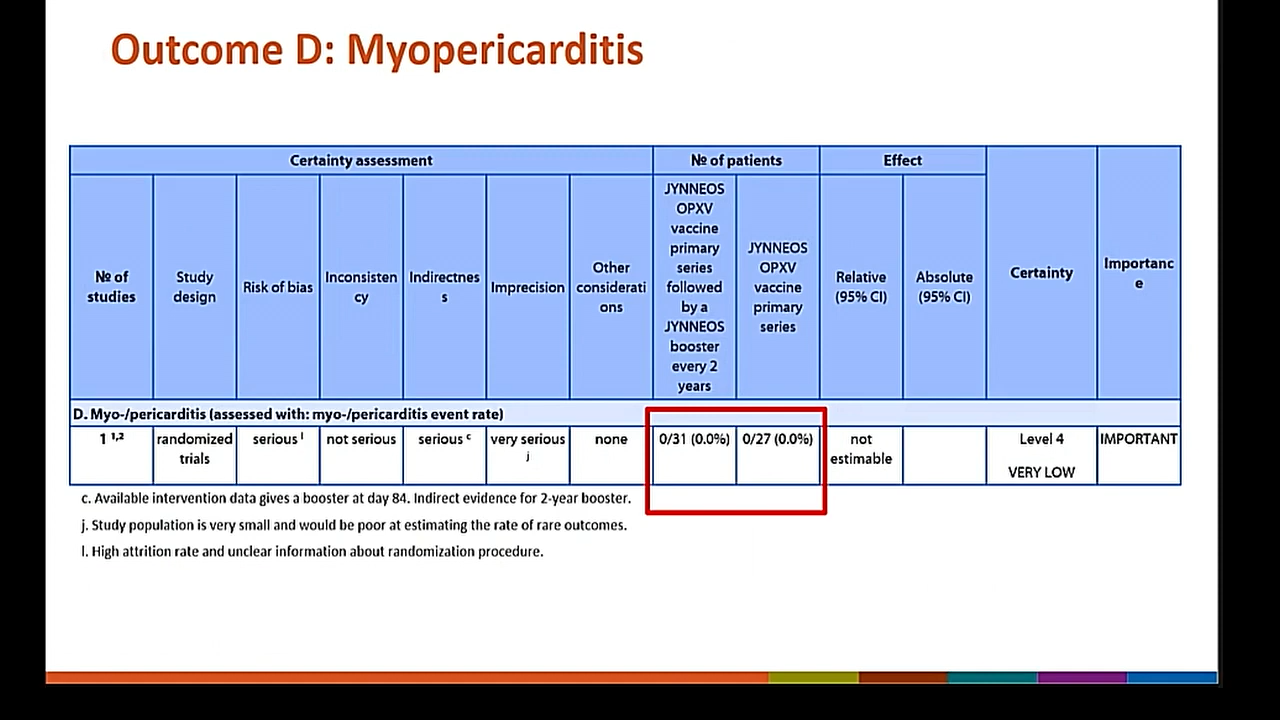 Outcome D: Myopericarditis
Certainty assessment
№ of patients
Effect
Certainty
Importanc
e
№ of
studies
Study
design
Risk of bias
Inconsisten
cy
Indirectnes
s
Imprecision
Other
considerati
ons
JYNNEOS
OPXV
vaccine
primary
series
followed
by a
JYNNEOS
booster
every 2
years
JYNNEOS
OPXV
vaccine
primary
series
Relative
(95% CI)
Absolute
(95% CI)
D. Myo-/pericarditis (assessed with: myo-/pericarditis event rate)
1 1,2
randomized
trials
serious l
not serious
serious c
very serious
j
none
0/31 (0.0%)
0/27 (0.0%)
not
estimable
Level 4
VERY LOW
IMPORTANT
c. Available intervention data gives a booster at day 84. Indirect evidence for 2-year booster.
j. Study population is very small and would be poor at estimating the rate of rare outcomes.
l. High attrition rate and unclear information about randomization procedure.